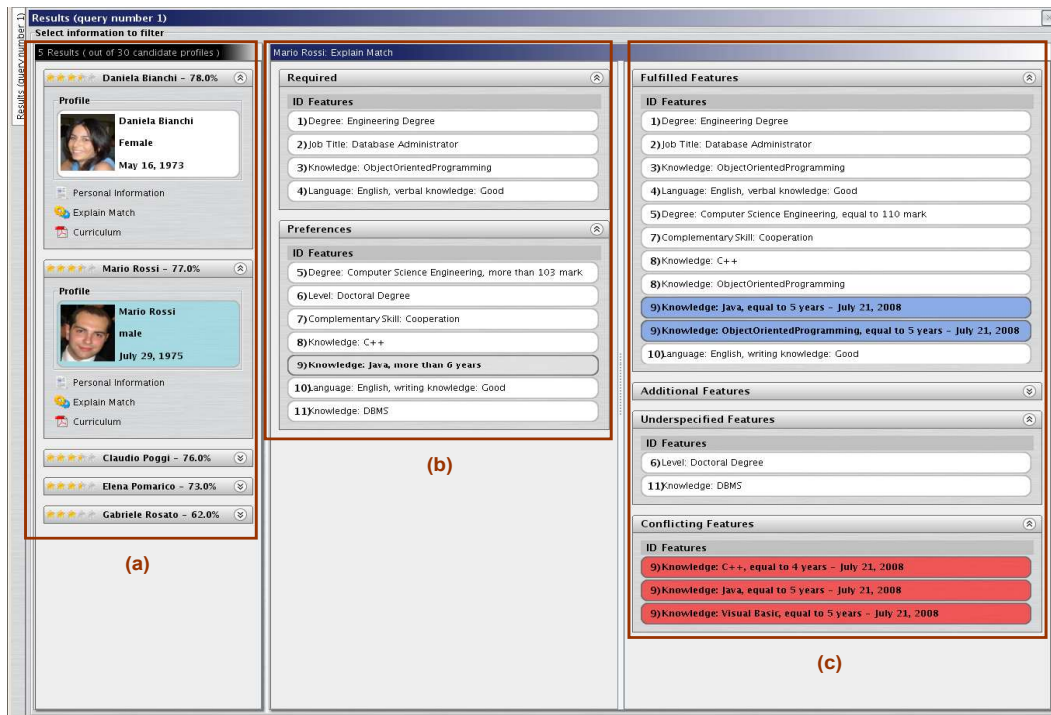 Results (query number 1)
Results (query number 1)
Select information to filter
5 Results ( out of 30 candidate profiles )
Daniela Bianchi – 78.0%
Profile
Daniela Bianchi
Female
May 16, 1973
Personal Information
Explain Match
Curriculum
Mario Rossi – 77.0%
Profile
Mario Rossi
male
July 29, 1975
Personal Information
Explain Match
Curriculum
Claudio Poggi – 76.0%
Elena Pomarico – 73.0%
Gabriele Rosato – 62.0%
(a)
Mario Rossi: Explain Match
Required
ID Features
1)Degree: Engineering Degree
2)Job Title: Database Administrator
3)Knowledge: ObjectOrientedProgramming
4)Language: English, verbal knowledge: Good
Preferences
ID Features
5)Degree: Computer Science Engineering, more than 103 mark
6)Level: Doctoral Degree
7)Complementary Skill: Cooperation
8)Knowledge: C++
9)Knowledge: Java, more than 6 years
10)Language: English, writing knowledge: Good
11)Knowledge: DBMS
(b)
Fulfilled Features
ID Features
1)Degree: Engineering Degree
2)Job Title: Database Administrator
3)Knowledge: ObjectOrientedProgramming
4)Language: English, verbal knowledge: Good
5)Degree: Computer Science Engineering, equal to 110 mark
7)Complementary Skill: Cooperation
8)Knowledge: C++
8)Knowledge: ObjectOrientedProgramming
9)Knowledge: Java, equal to 5 years – July 21, 2008
9)Knowledge: ObjectOrientedProgramming, equal to 5 years – July 21, 2008
10)Language: English, writing knowledge: Good
Additional Features
Underspecified Features
ID Features
6)Level: Doctoral Degree
11)Knowledge: DBMS
Conflicting Features
ID Features
9)Knowledge: C++, equal to 4 years – July 21, 2008
9)Knowledge: Java, equal to 5 years – July 21, 2008
9)Knowledge: Visual Basic, equal to 5 years – July 21, 2008
(c)